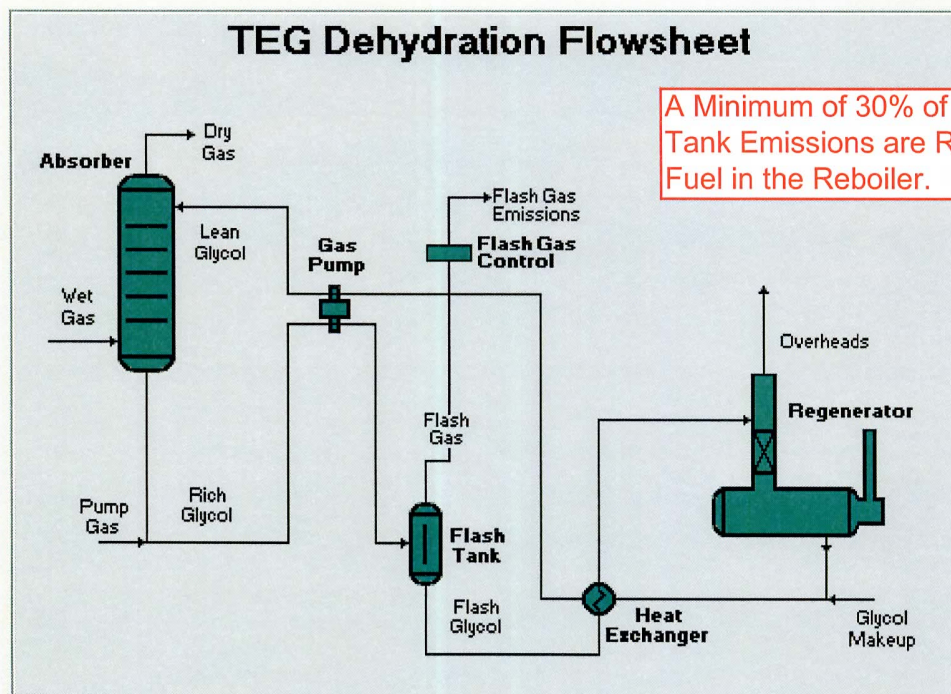 TEG Dehydration Flowsheet
A Minimum of 30% of
Tank Emissions are R
Fuel in the Reboiler.
Dry
Gas
Absorber
Flash Gas
Emissions
Lean
Glycol
Gas
Pump
Flash Gas
Control
Wet
Gas
Overheads
Regenerator
Flash
Gas
Pump
Gas
Rich
Glycol
Flash
Tank
Flash
Glycol
Heat
Exchanger
Glycol
Makeup